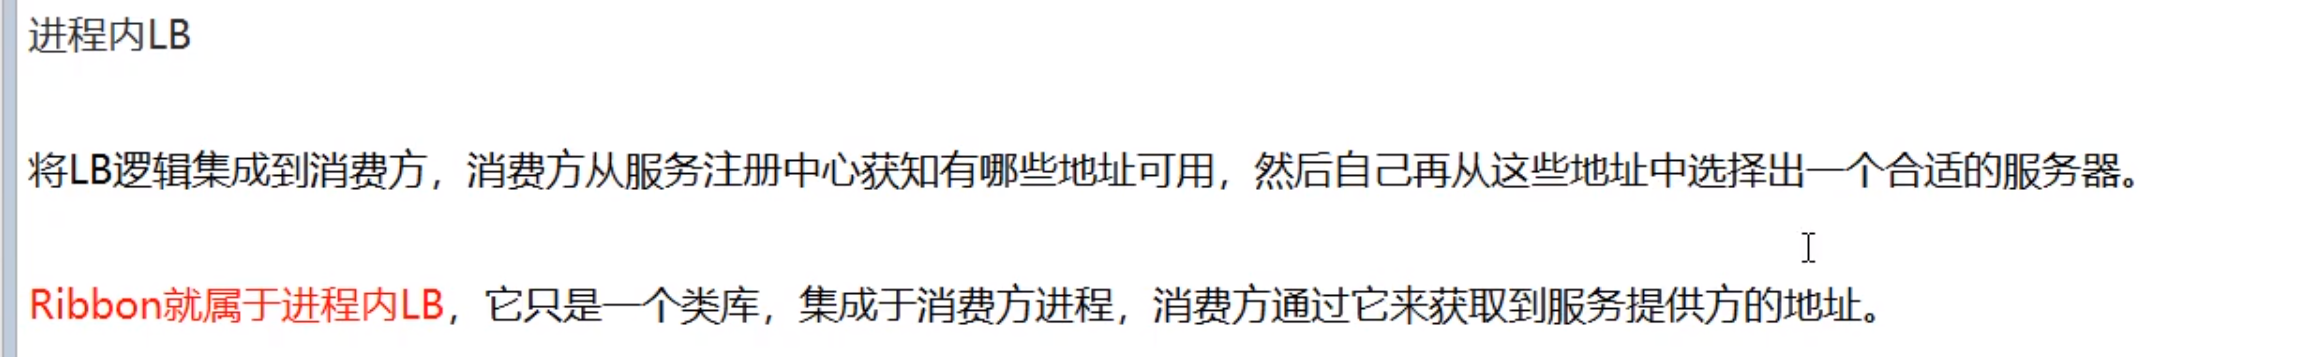 进程内LB
将LB逻辑集成到消费方，消费方从服务注册中心获知有哪些地址可用，然后自己再从这些地址中选择出一个合适的服务器。
Ribbon就属于进程内LB，它只是一个类库，集成于消费方进程，消费方通过它来获取到服务提供方的地址。